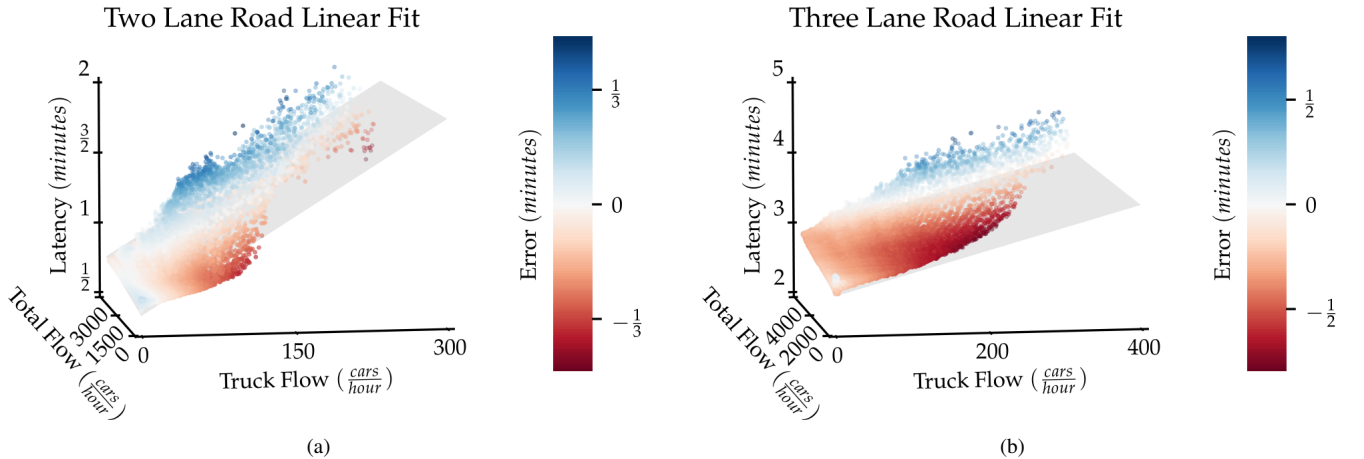 Two Lane Road Linear Fit
2
3/2
1
1/2
Latency (minutes)
3000
1500
0
Total Flow (cars/hour)
0
150
300
Truck Flow (cars/hour)
1/3
0
−1/3
Error (minutes)
(a)
Three Lane Road Linear Fit
5
4
3
2
Latency (minutes)
4000
2000
0
Total Flow (cars/hour)
0
200
400
Truck Flow (cars/hour)
1/2
0
−1/2
Error (minutes)
(b)